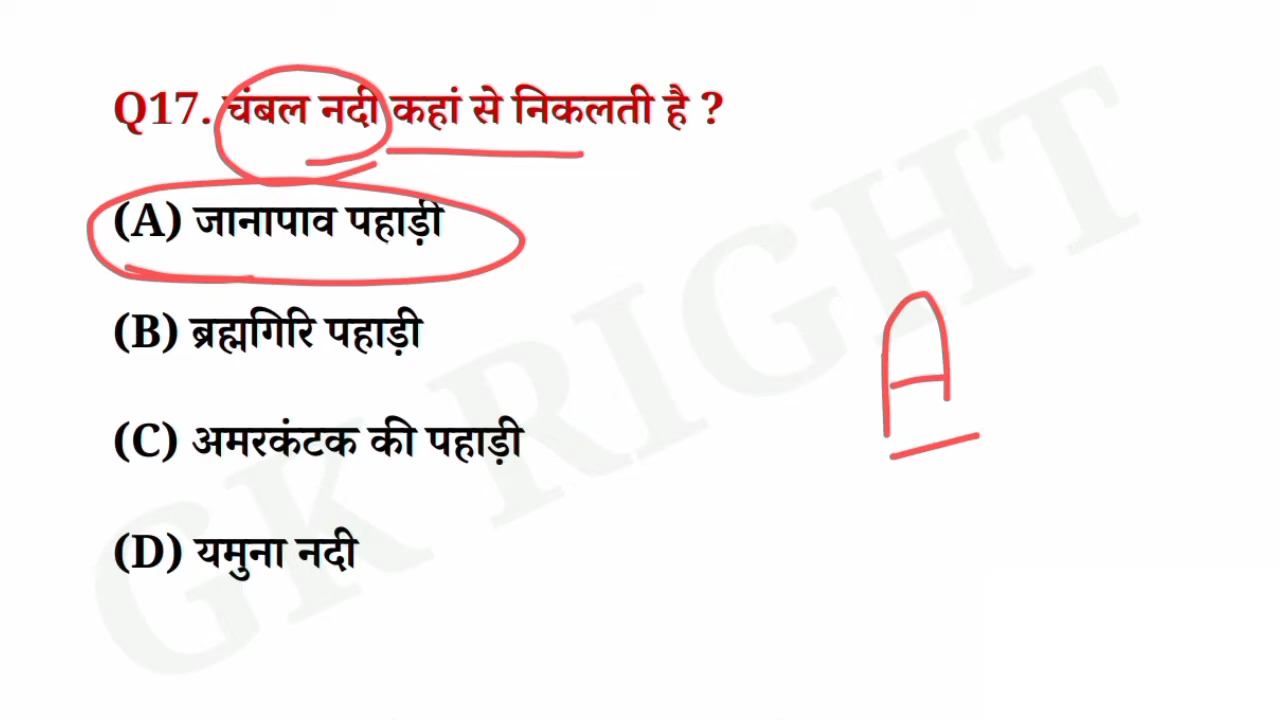 Q17. चंबल नदी कहां से निकलती है ?
(A) जानापाव पहाड़ी
(B) ब्रह्मगिरि पहाड़ी
A
(C) अमरकंटक की पहाड़ी
(D) यमुना नदी
GK RIGHT